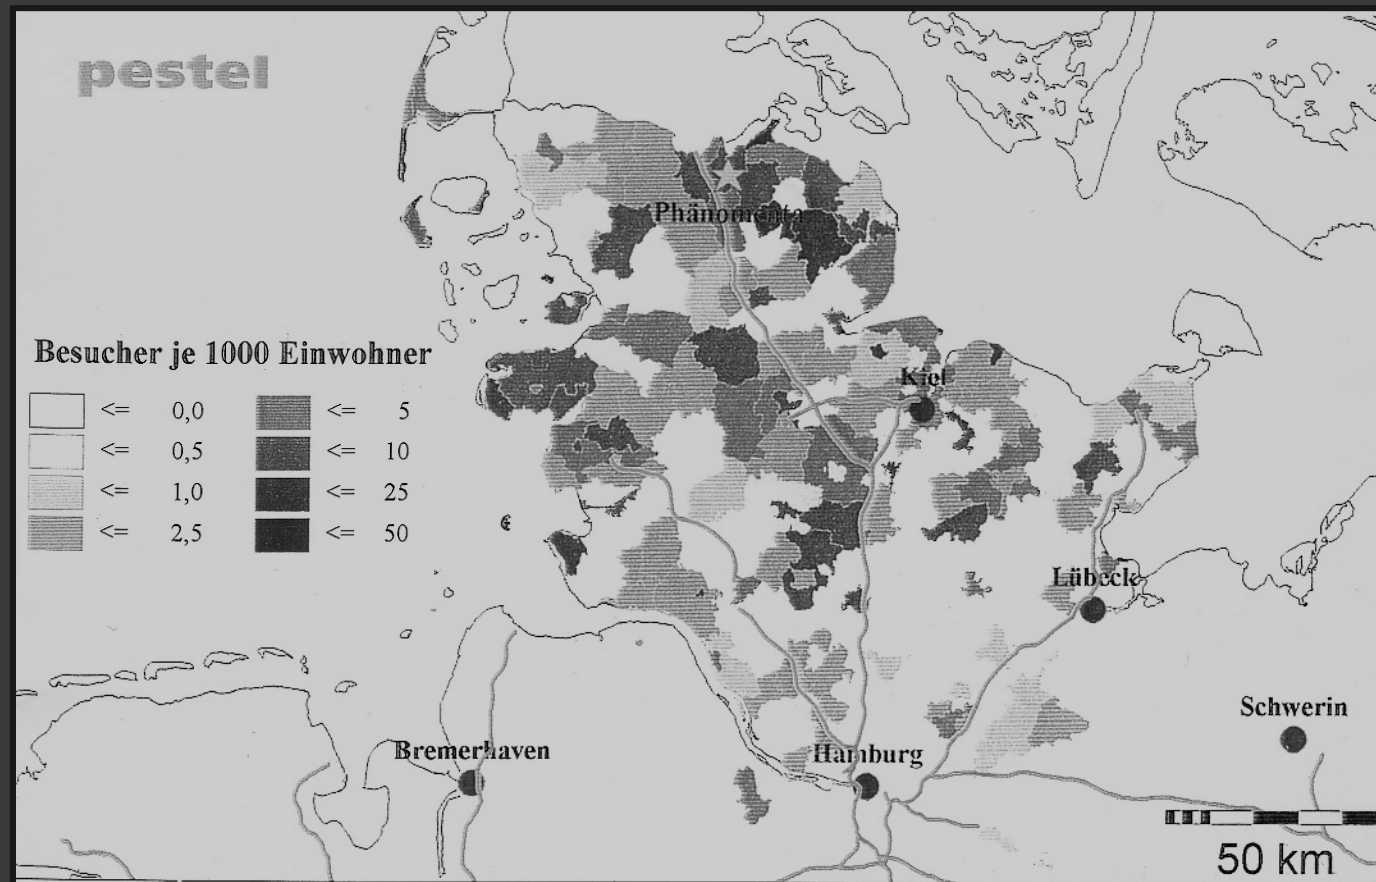 pestel
Phänomenta
Besucher je 1000 Einwohner
<= 0,0 <= 5
<= 0,5 <= 10
<= 1,0 <= 25
<= 2,5 <= 50
Kiel
Lübeck
Schwerin
Bremerhaven
Hamburg
50 km